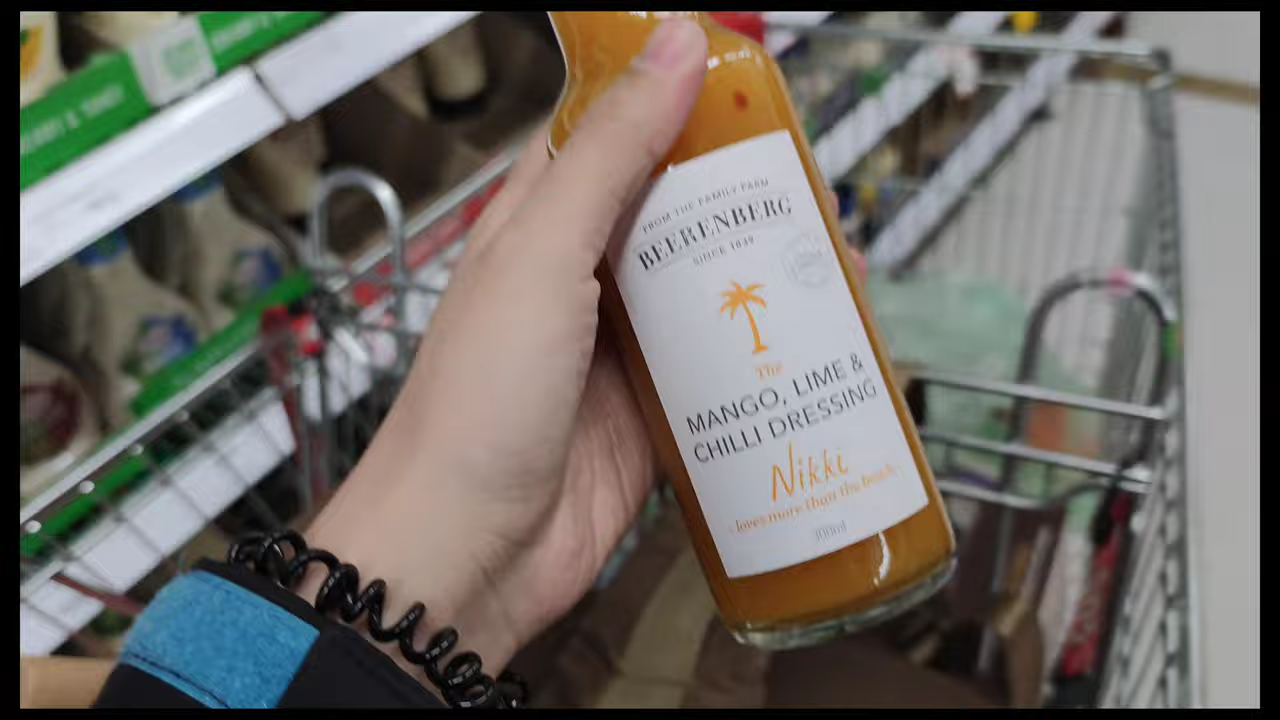 FROM THE FAMILY FARM
BEERENBERG
SINCE 1839
The
MANGO, LIME &
CHILLI DRESSING
Nikki
loves more than the beach
300ml